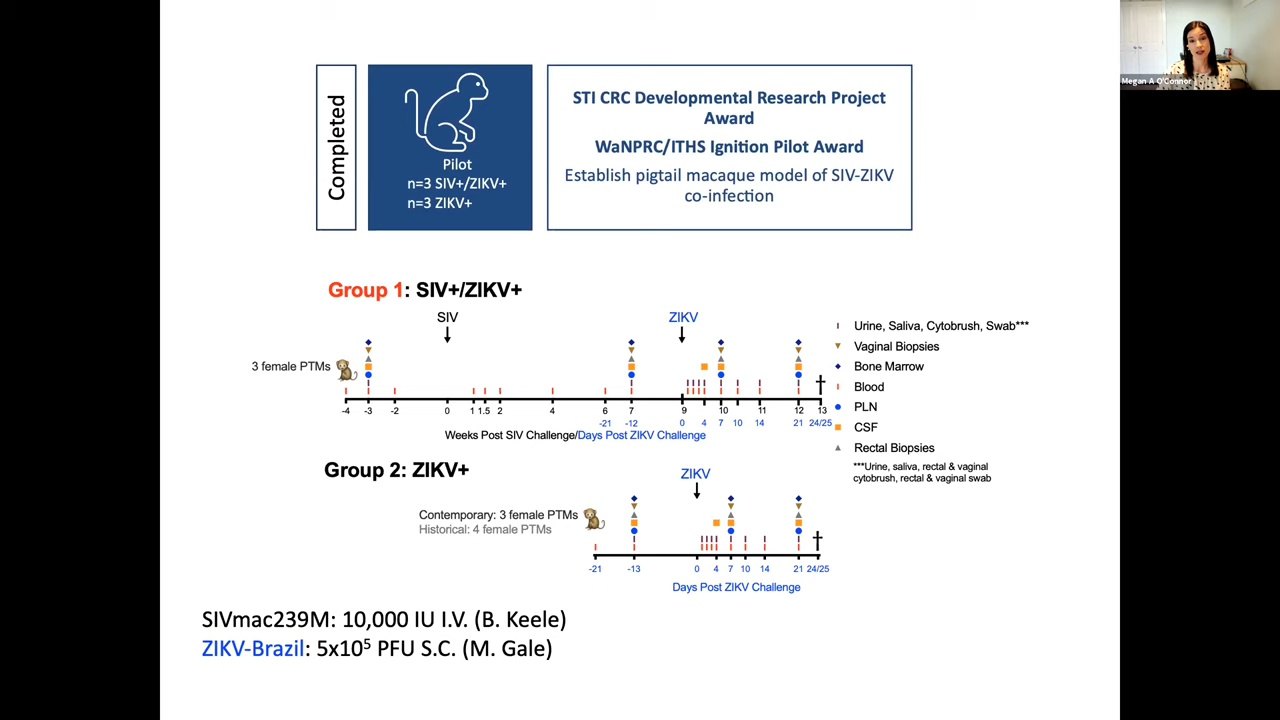 Megan A O'Connor
Completed
Pilot
n=3 SIV+/ZIKV+
n=3 ZIKV+
STI CRC Developmental Research Project
Award
WaNPRC/ITHS Ignition Pilot Award
Establish pigtail macaque model of SIV-ZIKV
co-infection
Group 1: SIV+/ZIKV+
SIV
ZIKV
3 female PTMs
-4 -3 -2 0 1 1.5 2 4 6 7 9 10 11 12 13
-21 -12 0 4 7 10 14 21 24/25
Weeks Post SIV Challenge/Days Post ZIKV Challenge
Urine, Saliva, Cytobrush, Swab***
Vaginal Biopsies
Bone Marrow
Blood
PLN
CSF
Rectal Biopsies
***Urine, saliva, rectal & vaginal
cytobrush, rectal & vaginal swab
Group 2: ZIKV+
ZIKV
Contemporary: 3 female PTMs
Historical: 4 female PTMs
-21 -13 0 4 7 10 14 21 24/25
Days Post ZIKV Challenge
SIVmac239M: 10,000 IU I.V. (B. Keele)
ZIKV-Brazil: 5x10⁵ PFU S.C. (M. Gale)